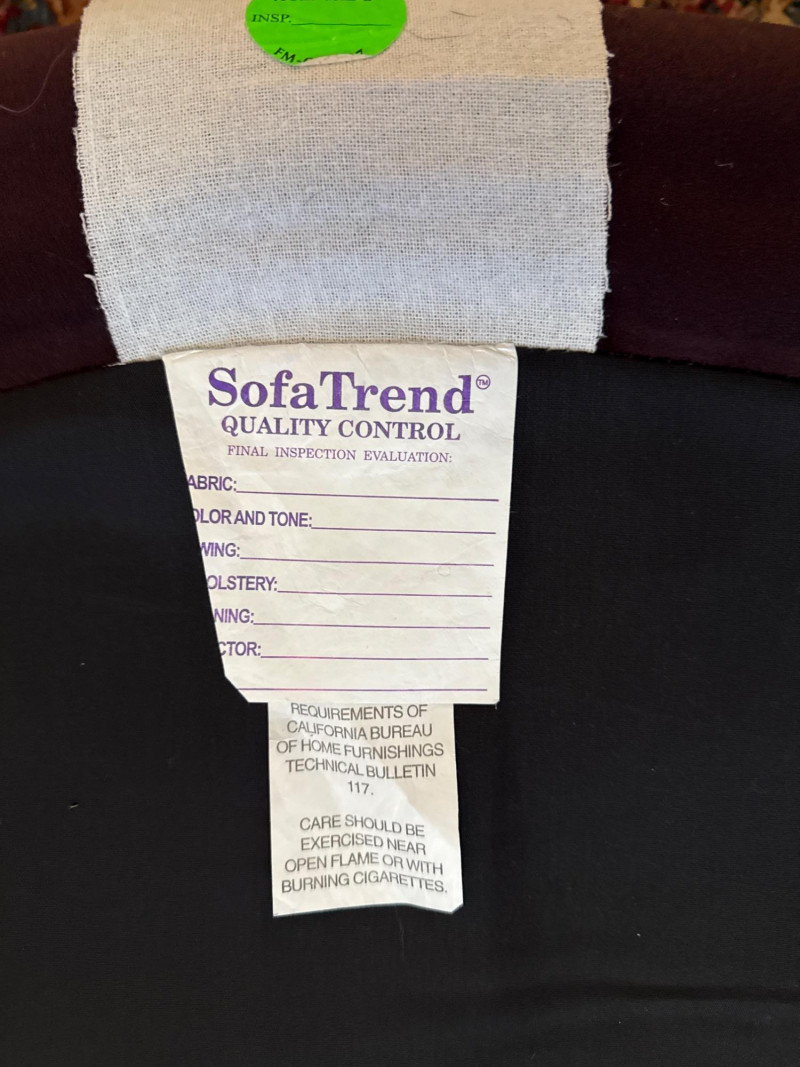 INSP.
SofaTrend™
QUALITY CONTROL
FINAL INSPECTION EVALUATION:
ABRIC:
OLOR AND TONE:
WING:
OLSTERY:
NING:
CTOR:
REQUIREMENTS OF
CALIFORNIA BUREAU
OF HOME FURNISHINGS
TECHNICAL BULLETIN
117.
CARE SHOULD BE
EXERCISED NEAR
OPEN FLAME OR WITH
BURNING CIGARETTES.